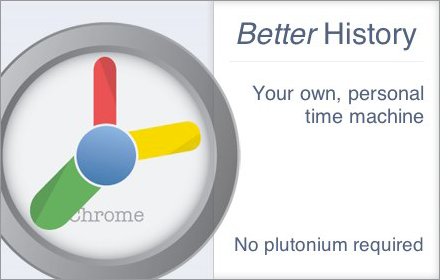 Better History
Your own, personal
time machine
Chrome
No plutonium required